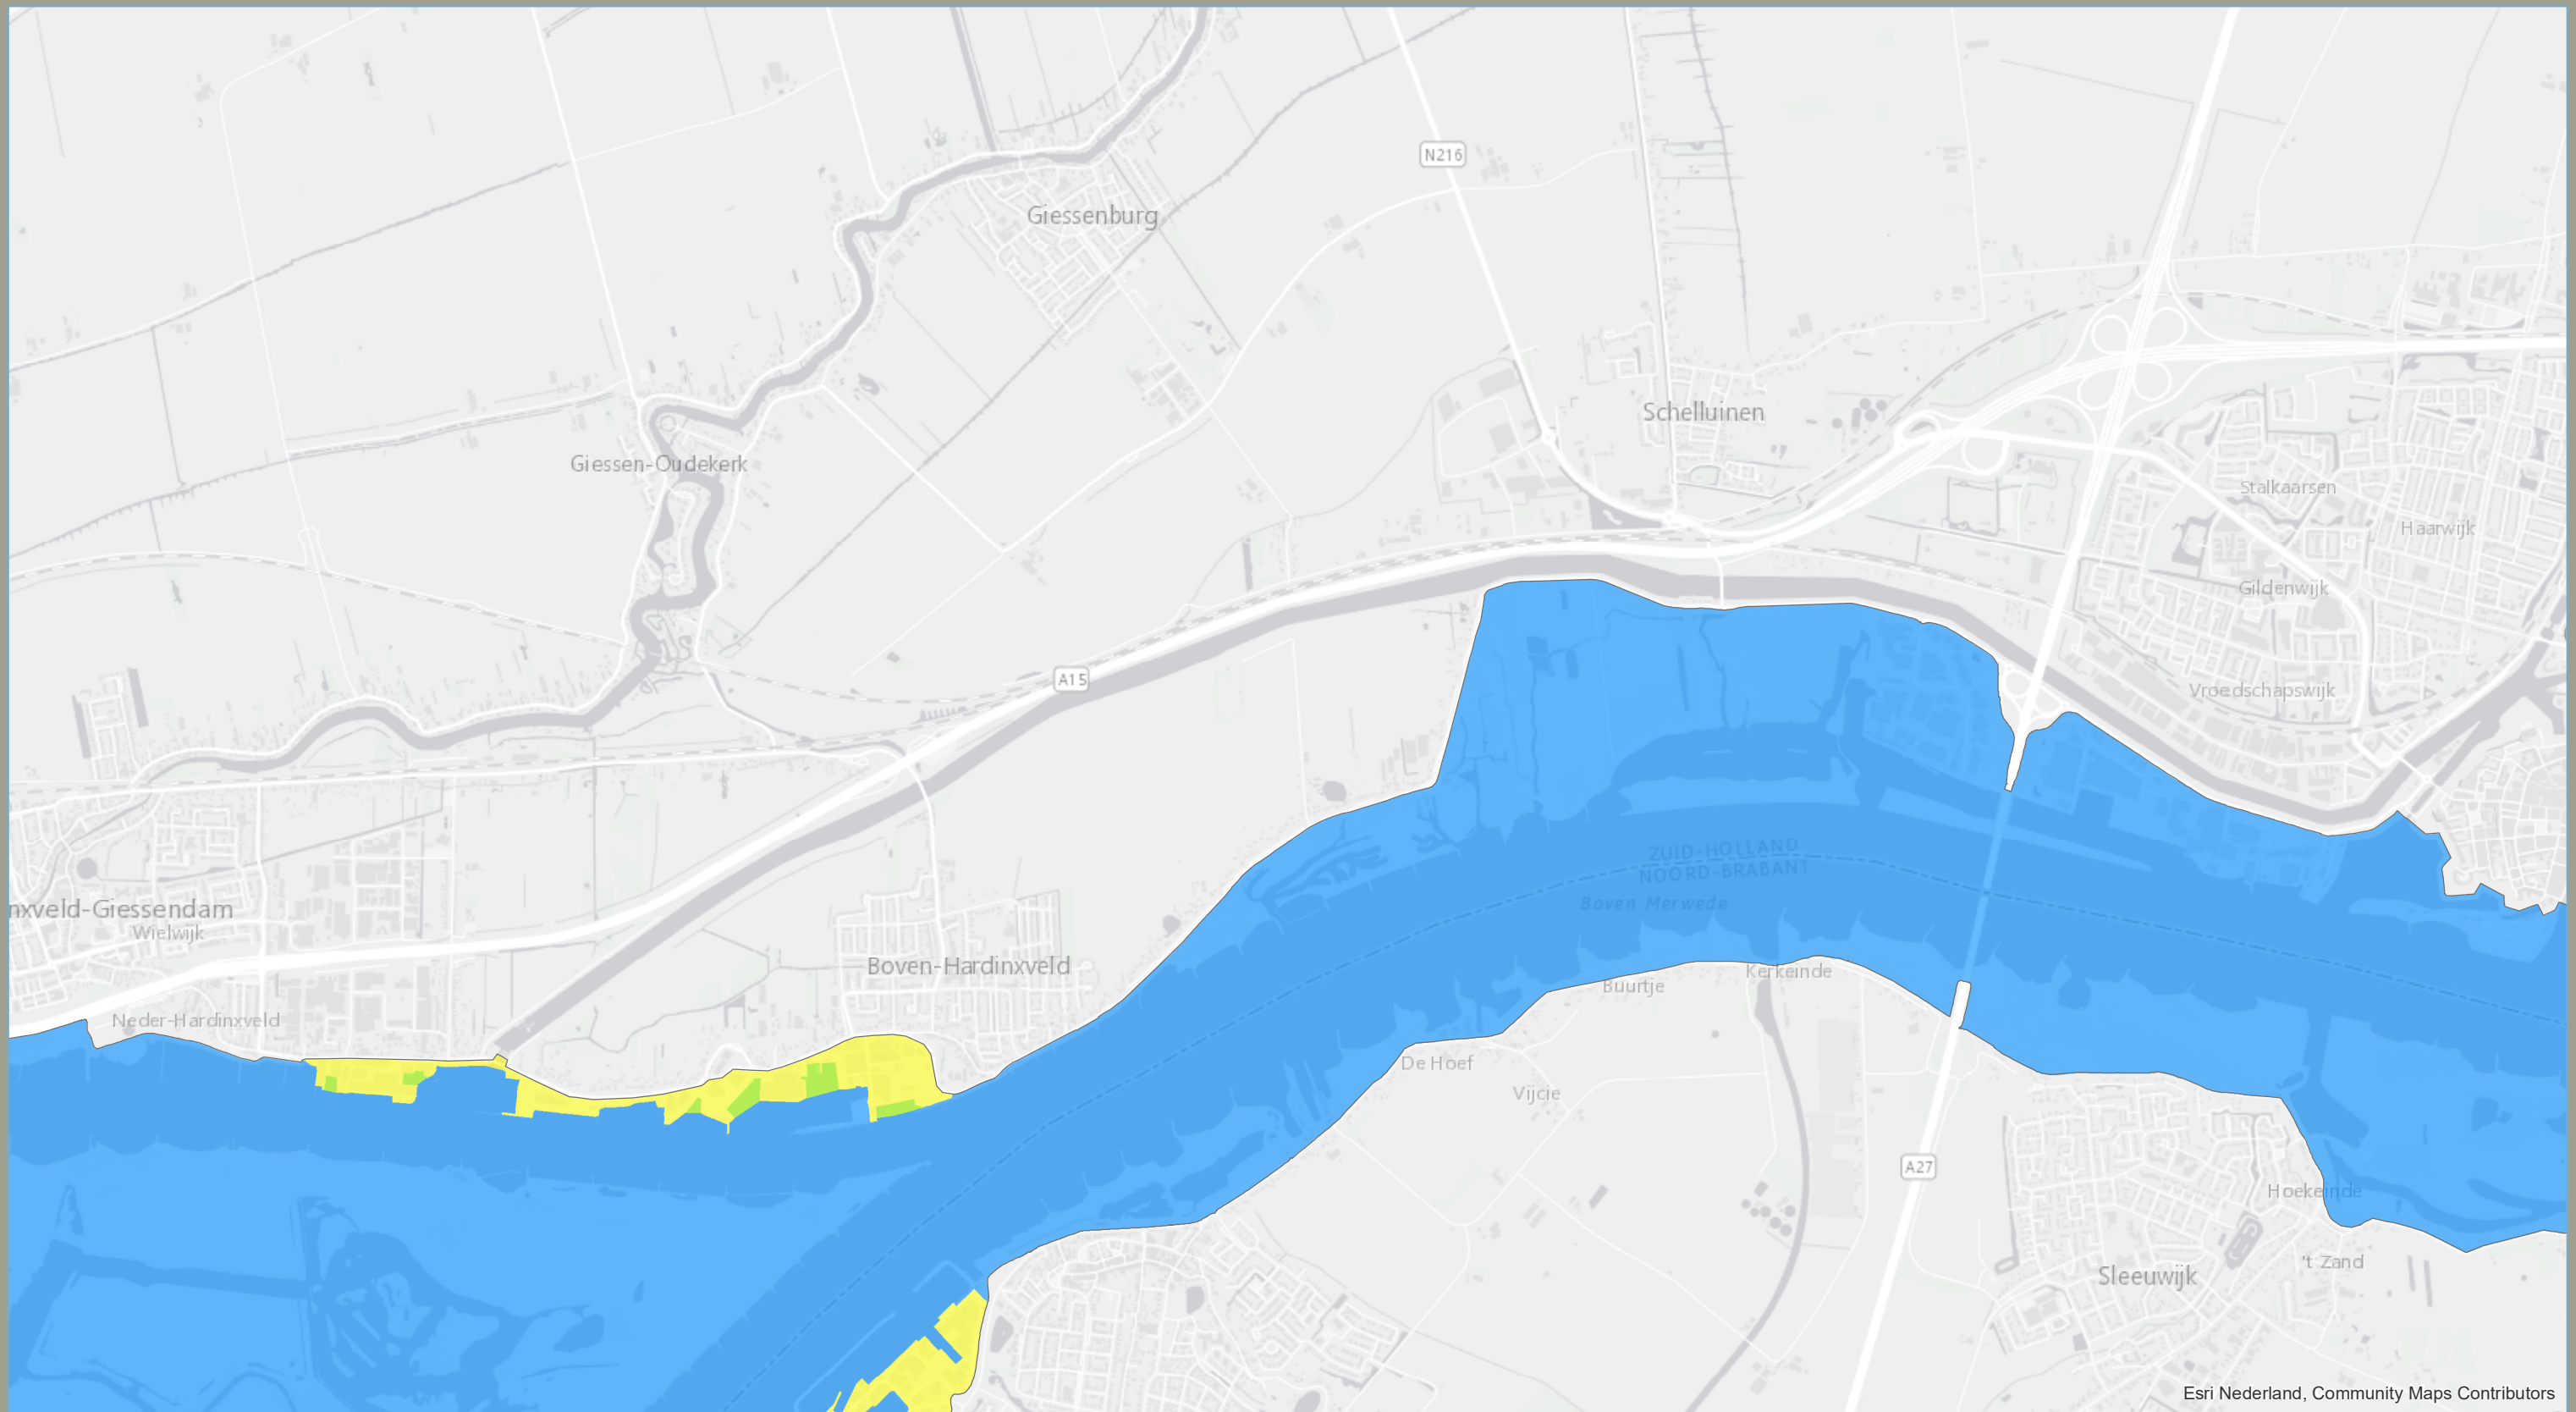 N216
Giessenburg
Schelluinen
Giessen-Oudekerk
Stalkaarsen
Haarwijk
Gildenwijk
A15
Vroedschapswijk
ZUID-HOLLAND
NOORD-BRABANT
Boven Merwede
nxveld-Giessendam
Wielwijk
Boven-Hardinxveld
Kerkeinde
Buurtje
Neder-Hardinxveld
De Hoef
Vijcie
A27
Hoekeinde
't Zand
Sleeuwijk
Esri Nederland, Community Maps Contributors